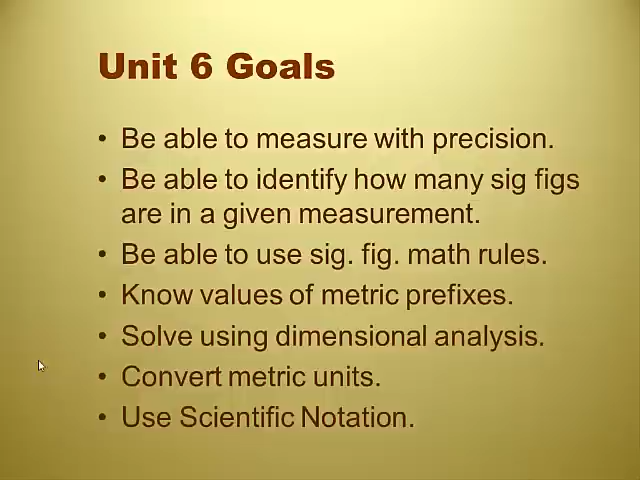 Unit 6 Goals
• Be able to measure with precision.
• Be able to identify how many sig figs
are in a given measurement.
• Be able to use sig. fig. math rules.
• Know values of metric prefixes.
• Solve using dimensional analysis.
• Convert metric units.
• Use Scientific Notation.